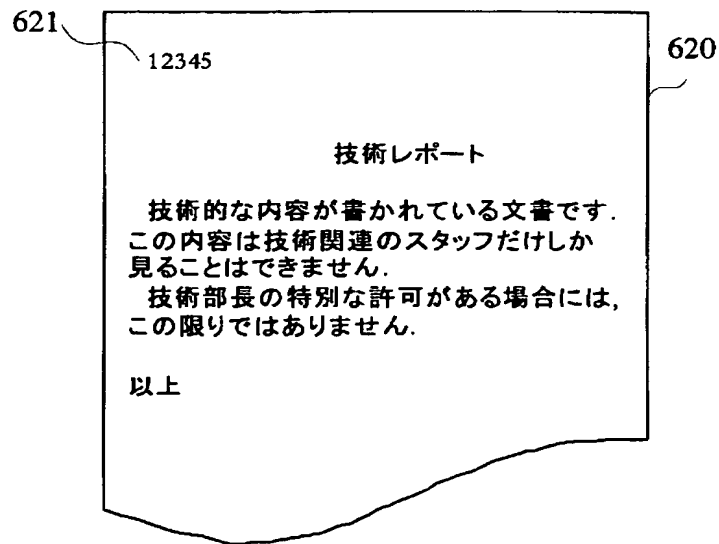 621
620
12345
技術レポート
技術的な内容が書かれている文書です.
この内容は技術関連のスタッフだけしか
見ることはできません.
技術部長の特別な許可がある場合には,
この限りではありません.
以上